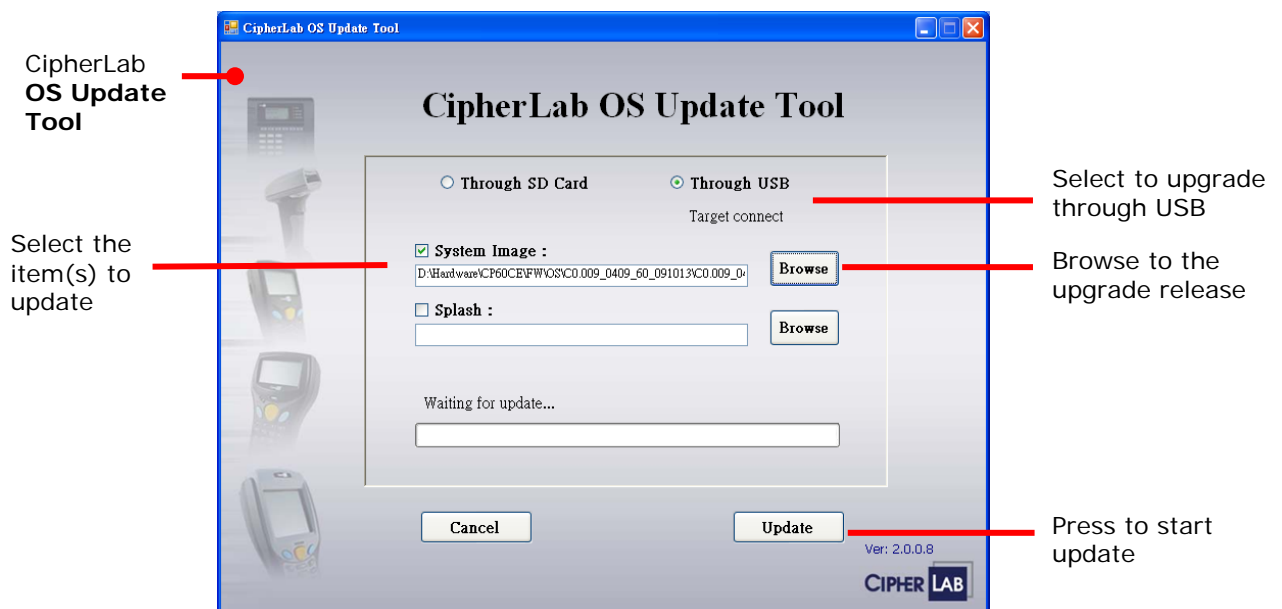 CipherLab OS Update Tool
CipherLab
OS Update
Tool
CipherLab OS Update Tool
Through SD Card
Through USB
Target connect
Select to upgrade
through USB
Select the
item(s) to
update
System Image :
D:\Hardware\CP60CE\FW\OS\C0.009_0409_60_091013\C0.009_0
Browse
Browse to the
upgrade release
Splash :
Browse
Waiting for update...
Cancel
Update
Press to start
update
Ver: 2.0.0.8
CIPHER LAB